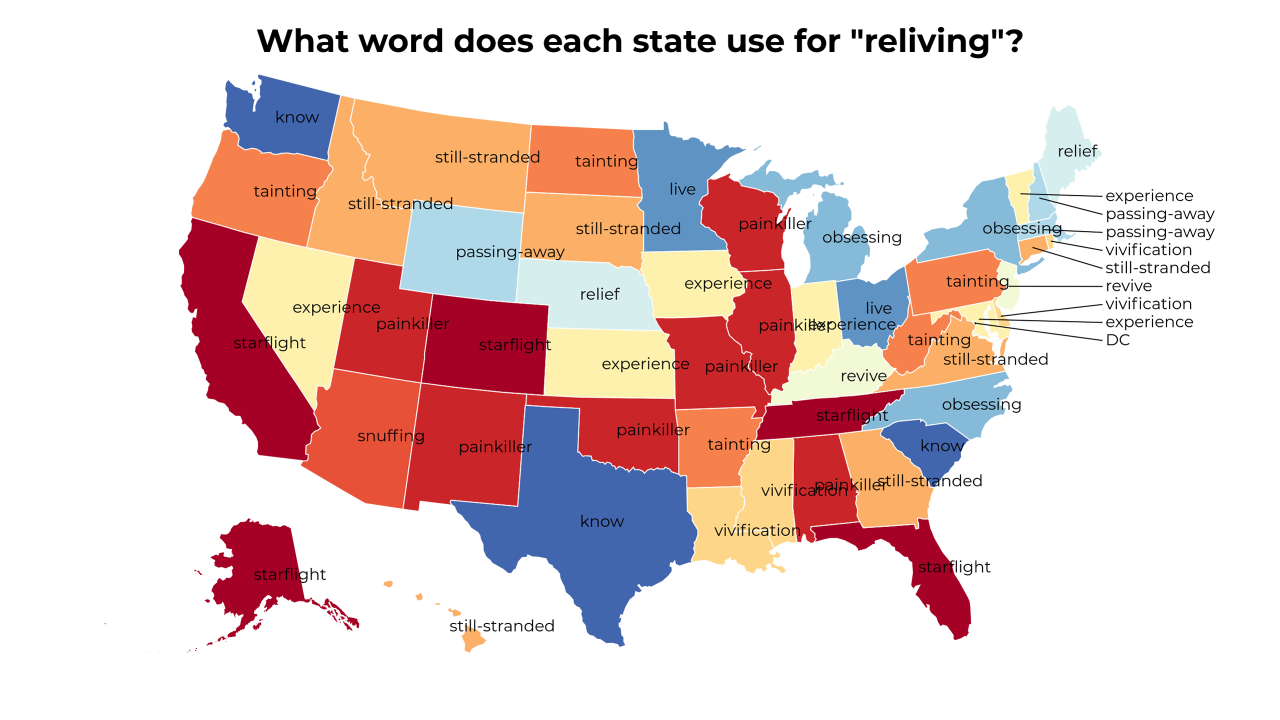 What word does each state use for "reliving"?
know
relief
still-stranded
tainting
live
tainting
still-stranded
experience
passing-away
still-stranded
painkiller
obsessing
obsessing
passing-away
vivification
passing-away
still-stranded
relief
experience
tainting
revive
experience
live
vivification
painkiller
painkiller
experience
experience
starflight
starflight
tainting
DC
experience
painkiller
still-stranded
revive
obsessing
starflight
snuffing
painkiller
painkiller
tainting
know
vivification
painkiller
still-stranded
know
vivification
starflight
starflight
still-stranded